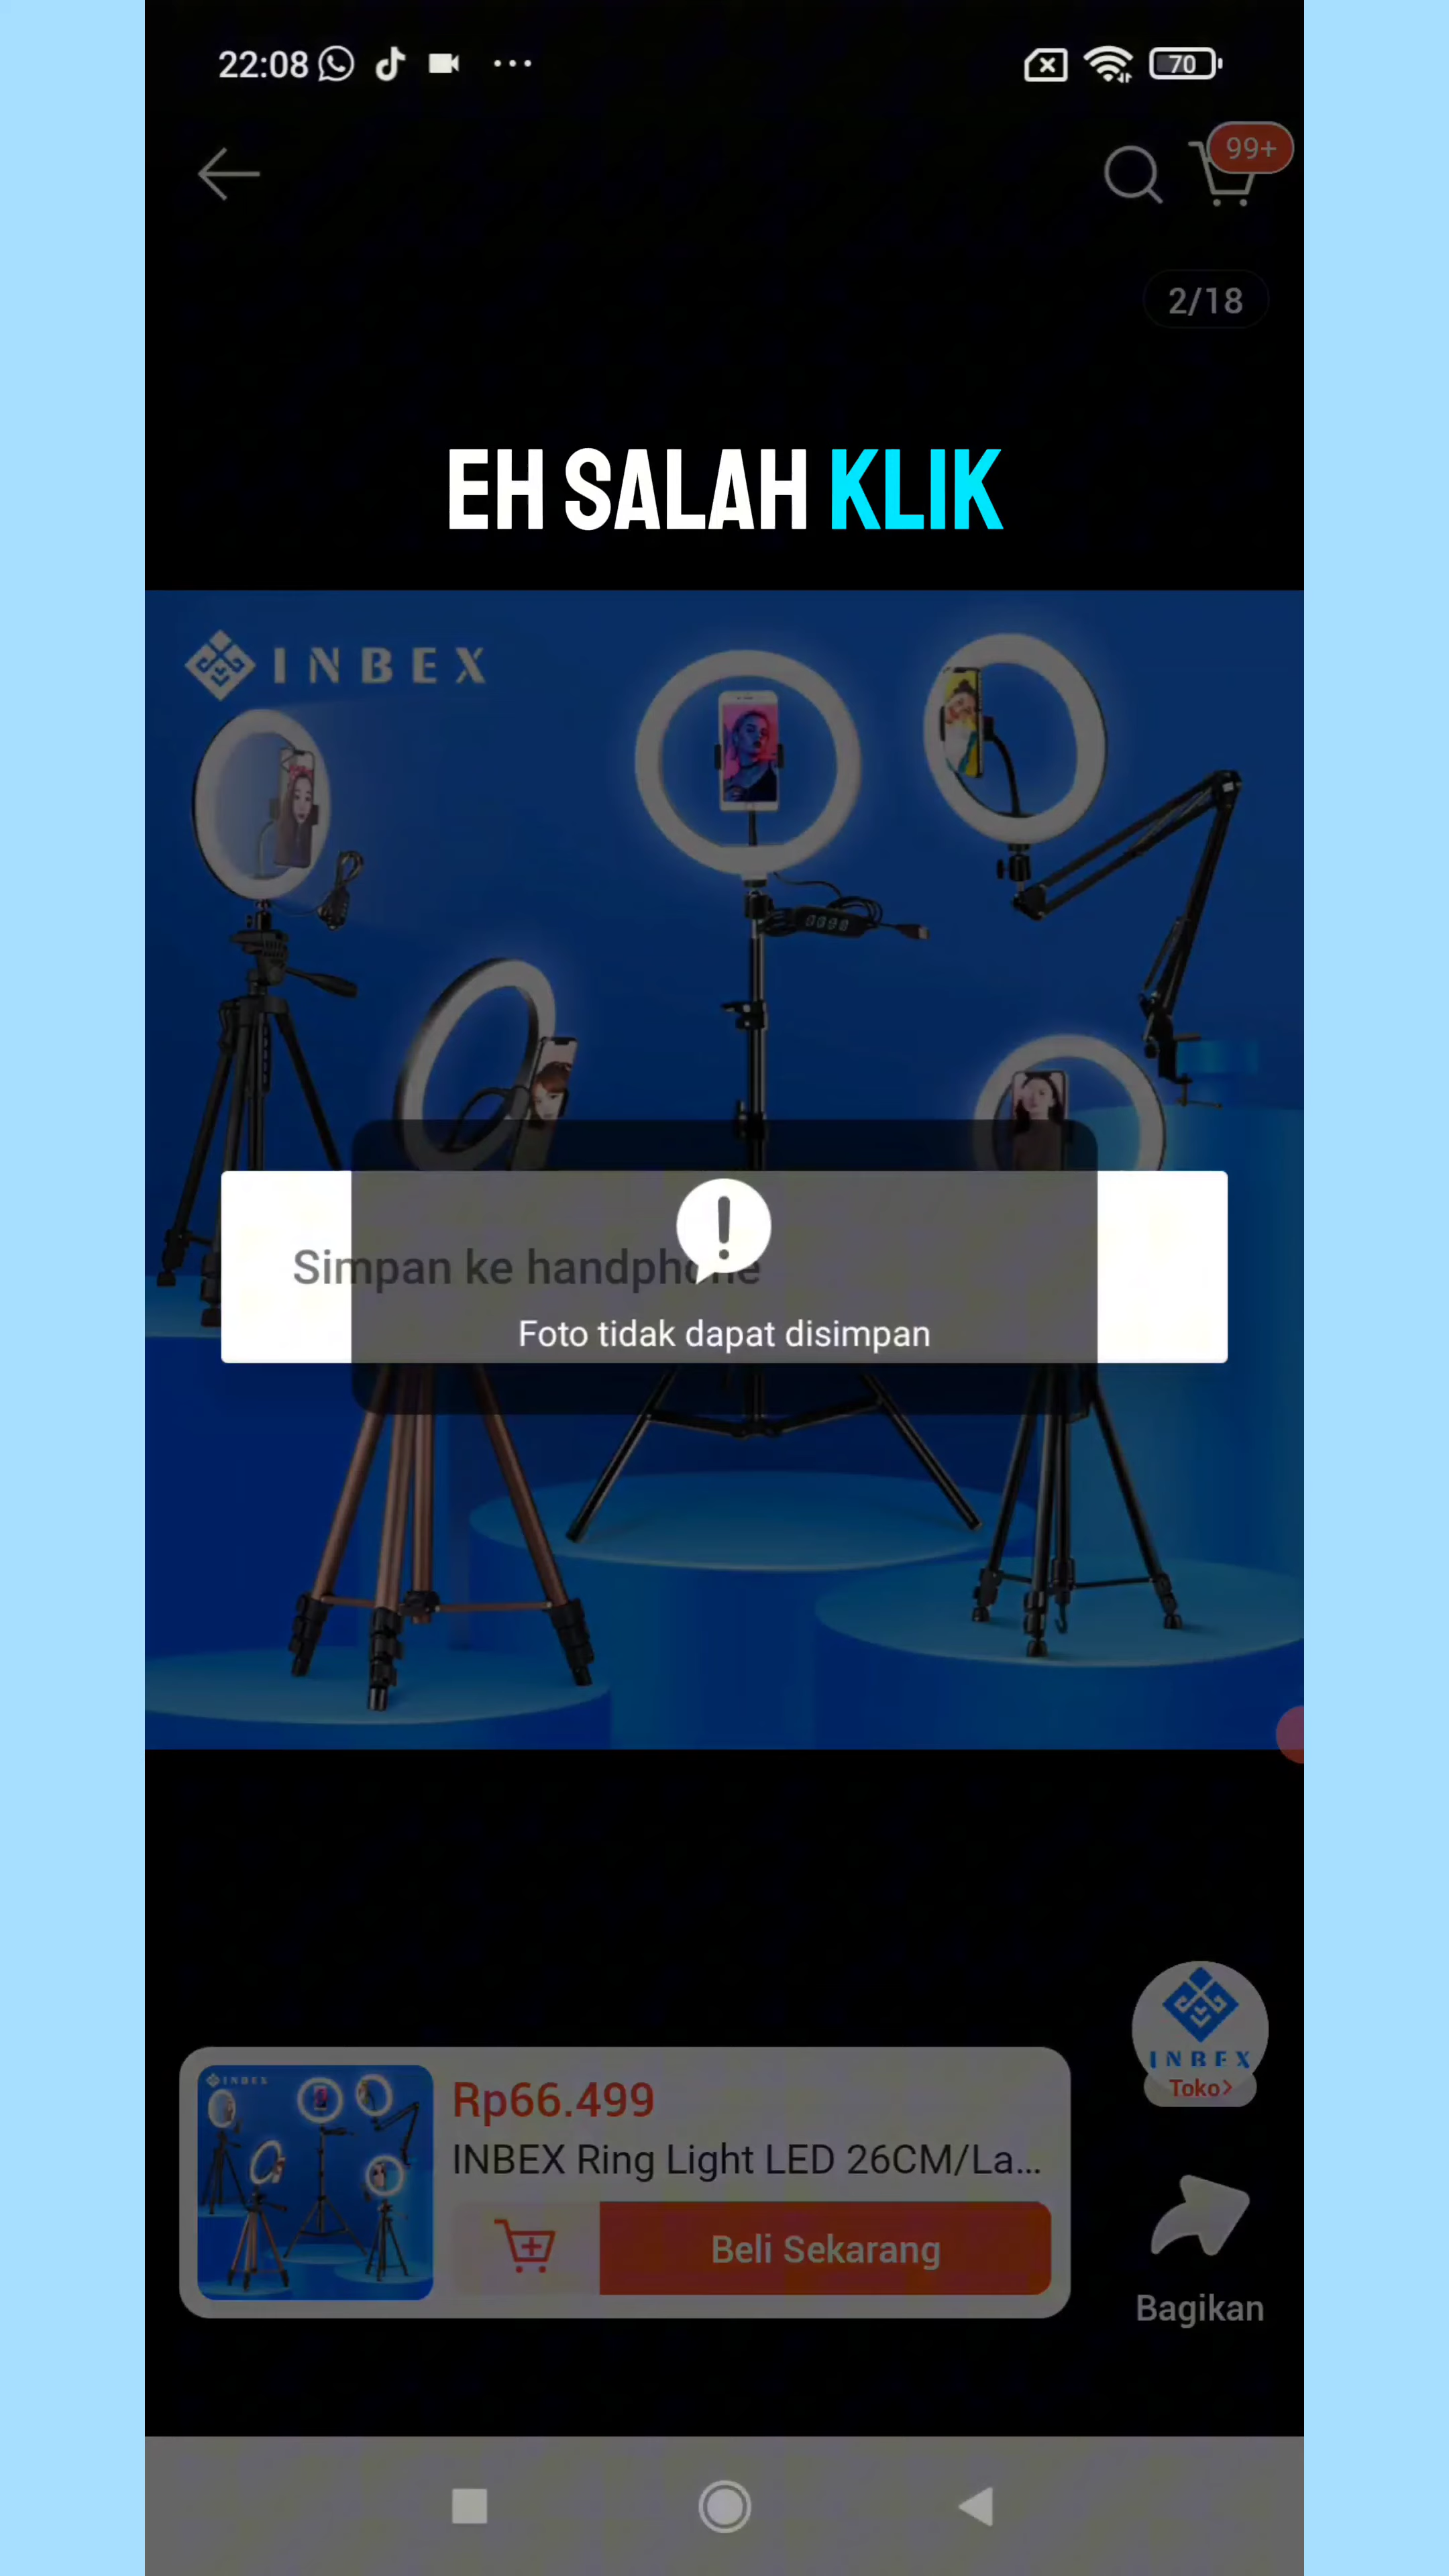 22:08
70
99+
2/18
EH SALAH KLIK
INBEX
Simpan ke handphone
Foto tidak dapat disimpan
INBEX
Toko>
INBEX
Rp66.499
INBEX Ring Light LED 26CM/La...
Beli Sekarang
Bagikan